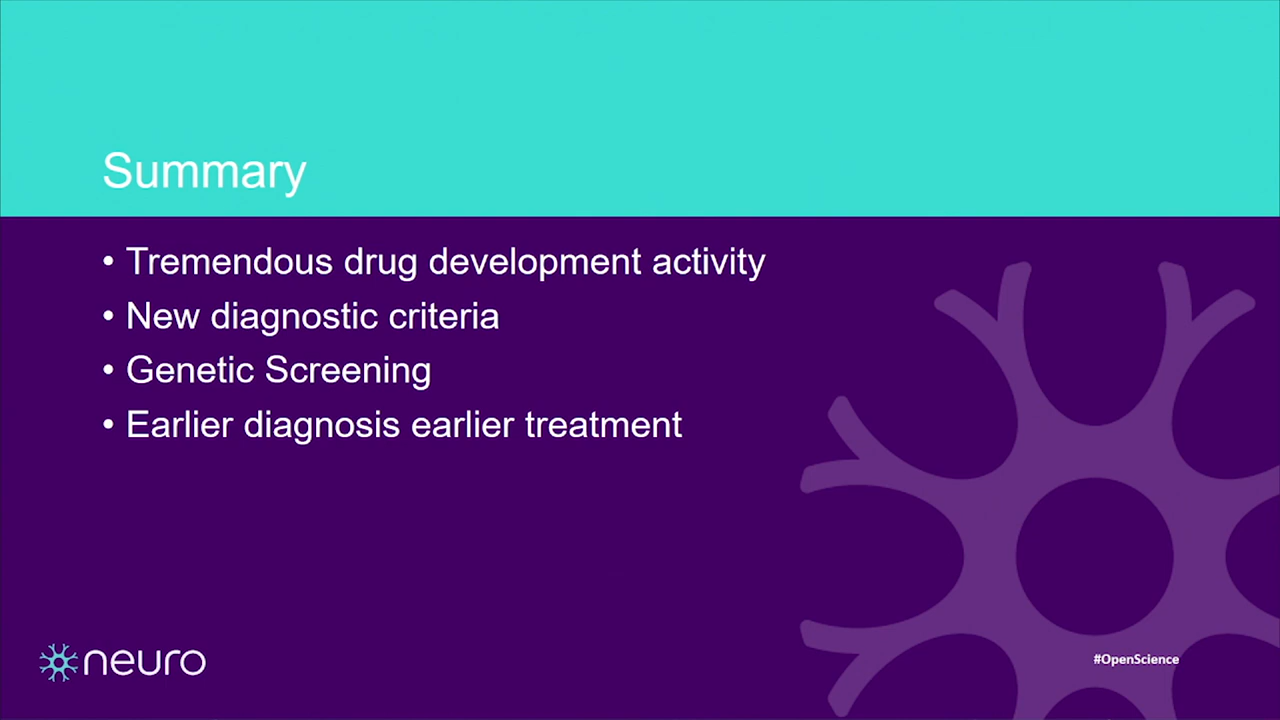 Summary
• Tremendous drug development activity
• New diagnostic criteria
• Genetic Screening
• Earlier diagnosis earlier treatment
neuro
#OpenScience